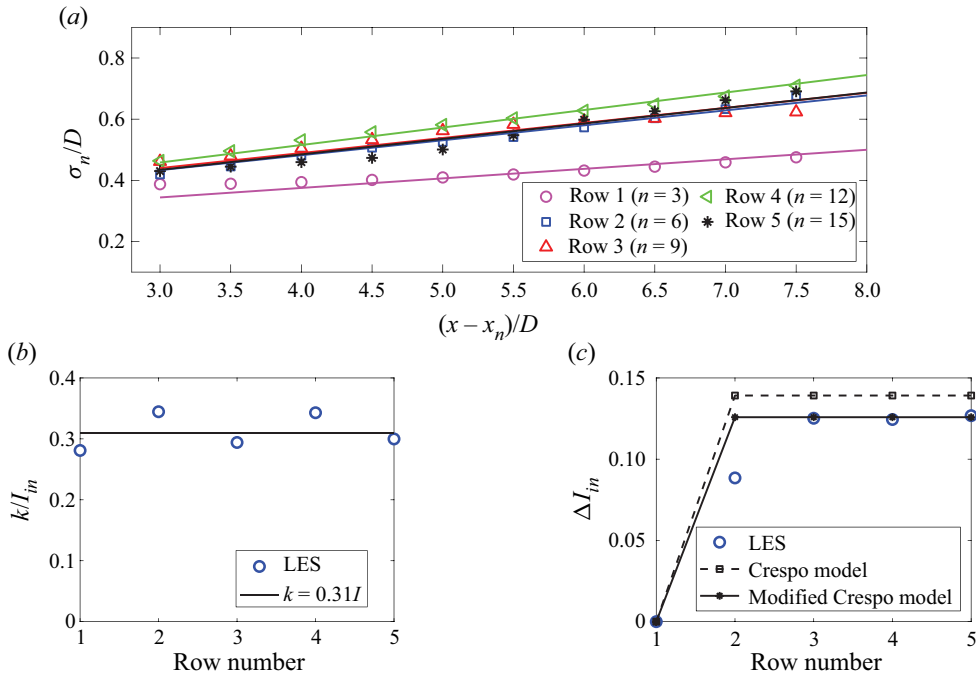 (a)
0.8
0.6
0.4
0.2
σn/D
3.0 3.5 4.0 4.5 5.0 5.5 6.0 6.5 7.0 7.5 8.0
(x – xn)/D
Row 1 (n = 3)
Row 2 (n = 6)
Row 3 (n = 9)
Row 4 (n = 12)
Row 5 (n = 15)
(b)
0.4
0.3
0.2
0.1
0
k/Iin
1 2 3 4 5
Row number
LES
k = 0.31I
(c)
0.15
0.10
0.05
0
ΔIin
1 2 3 4 5
Row number
LES
Crespo model
Modified Crespo model